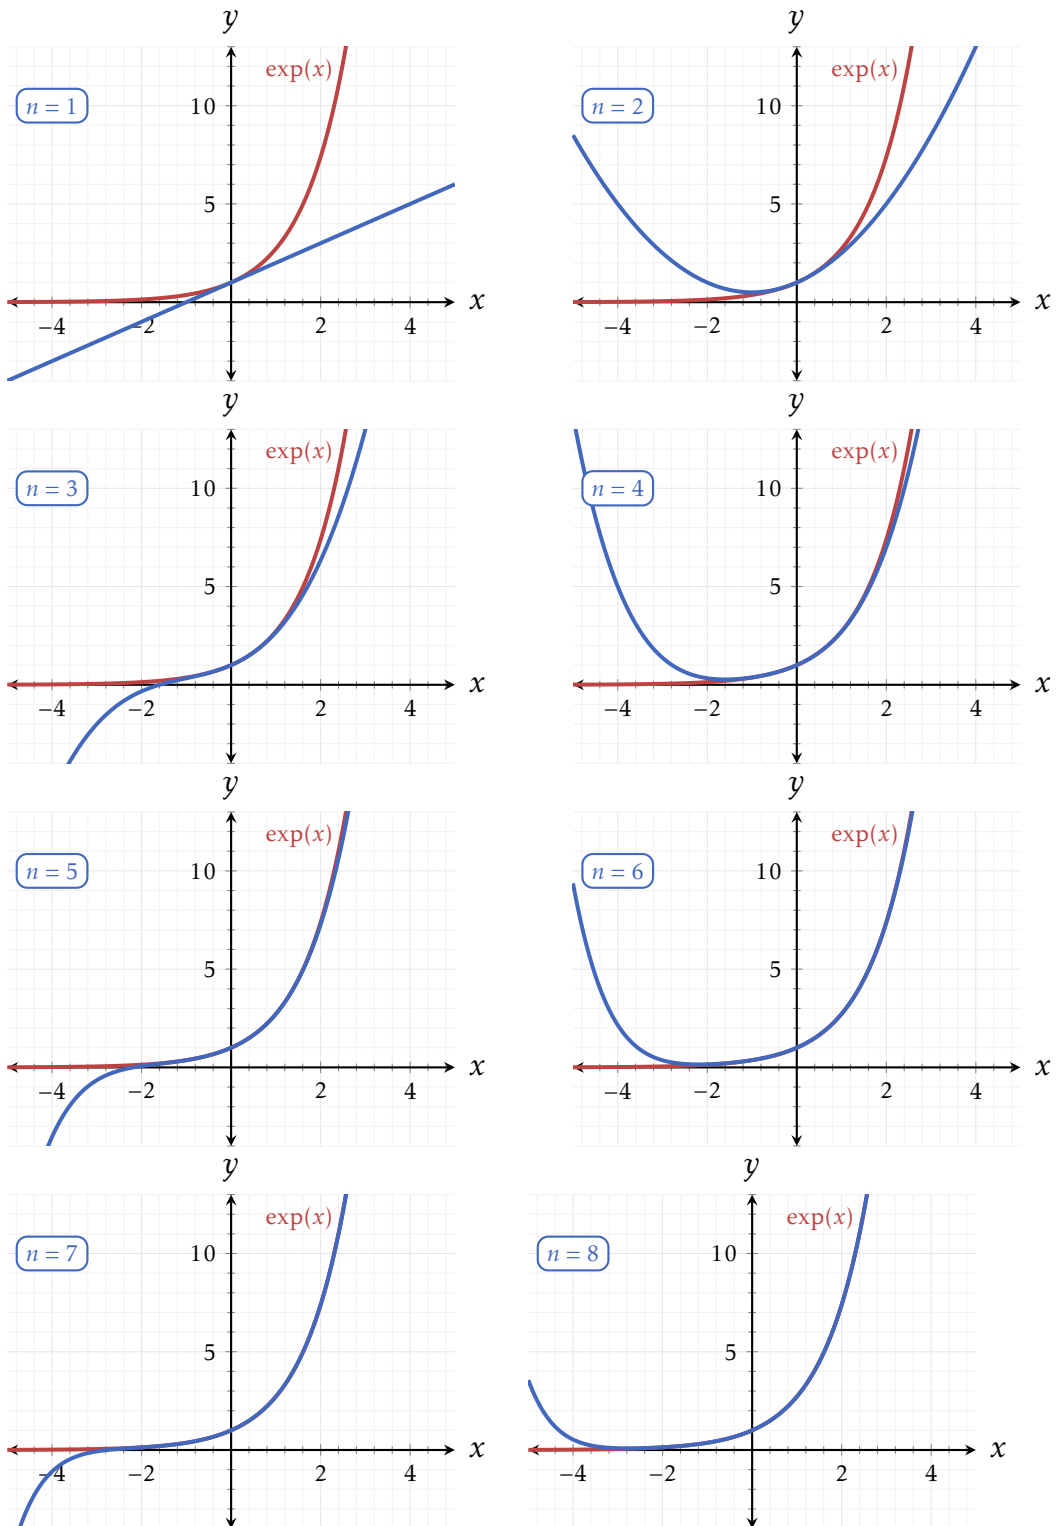 y y
exp(x) exp(x)
n = 1 10 n = 2 10
5 5
x x
−4 −2 2 4 −4 −2 2 4
y y
exp(x) exp(x)
n = 3 10 n = 4 10
5 5
x x
−4 −2 2 4 −4 −2 2 4
y y
exp(x) exp(x)
n = 5 10 n = 6 10
5 5
x x
−4 −2 2 4 −4 −2 2 4
y y
exp(x) exp(x)
n = 7 10 n = 8 10
5 5
x x
−4 −2 2 4 −4 −2 2 4